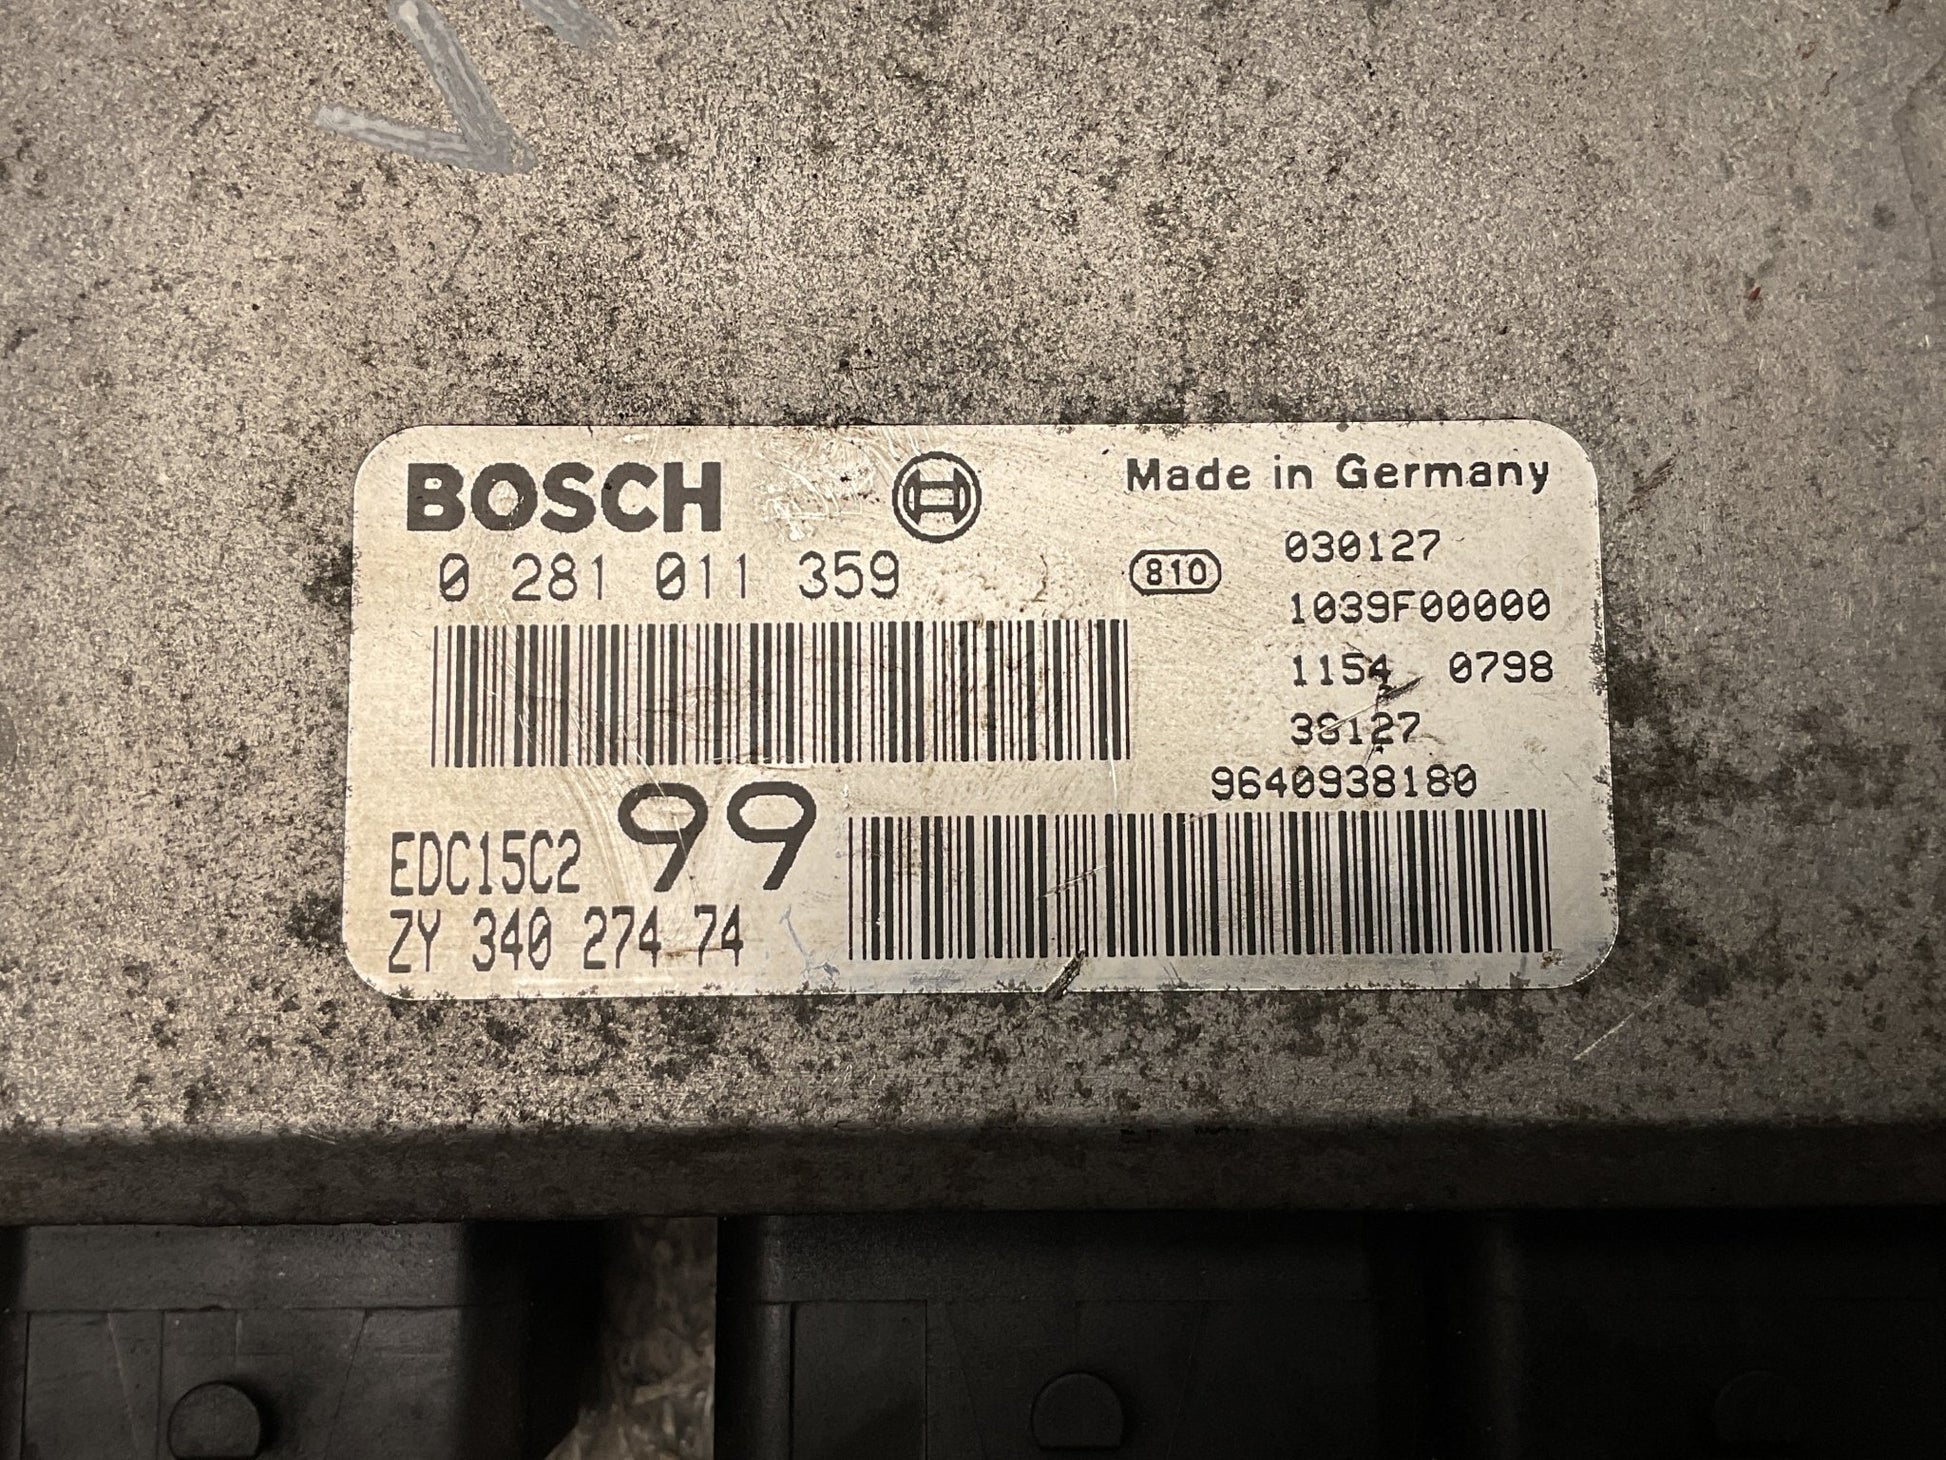 BOSCH
Made in Germany
0 281 011 359
810
030127
1039F00000
1154 0798
38127
9640938180
EDC15C2 99
ZY 340 274 74